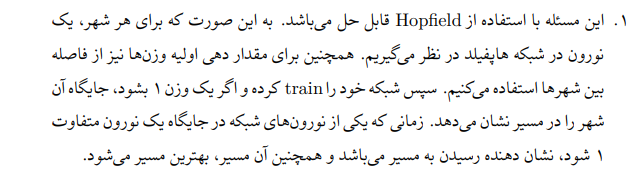 ۱. این مسئله با استفاده از Hopfield قابل حل می‌باشد. به این صورت که برای هر شهر، یک
نورون در شبکه هاپفیلد در نظر می‌گیریم. همچنین برای مقدار دهی اولیه وزن‌ها نیز از فاصله
بین شهرها استفاده می‌کنیم. سپس شبکه خود را train کرده و اگر یک وزن ۱ بشود، جایگاه آن
شهر را در مسیر نشان می‌دهد. زمانی که یکی از نورون‌های شبکه در جایگاه یک نورون متفاوت
۱ شود، نشان دهنده رسیدن به مسیر می‌باشد و همچنین آن مسیر، بهترین مسیر می‌شود.